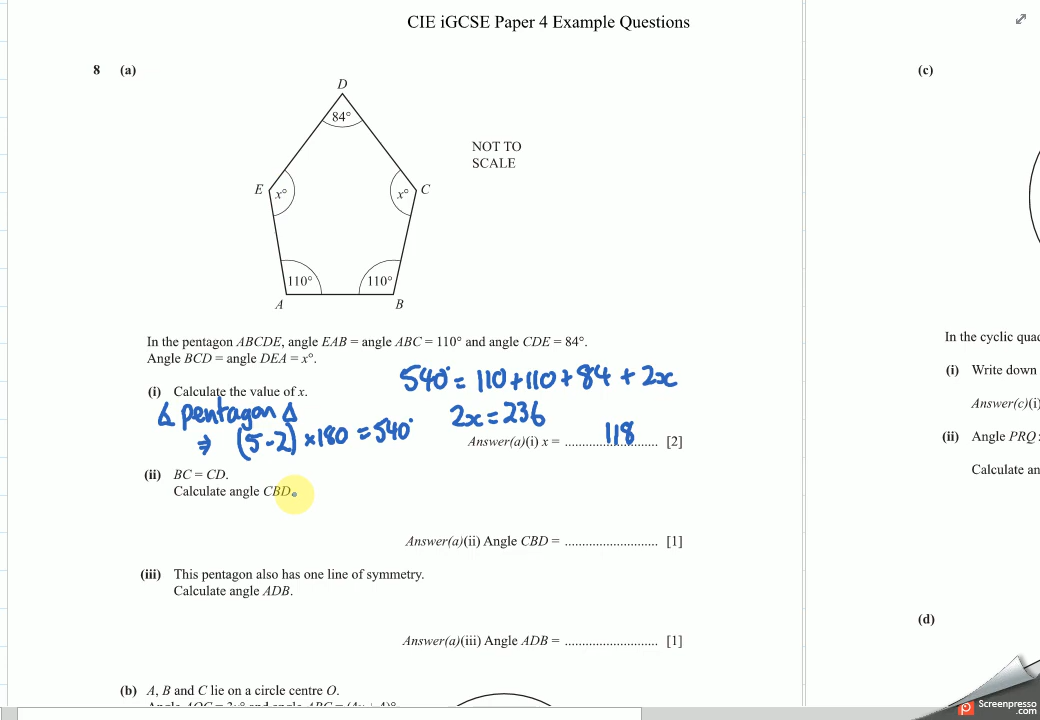 CIE iGCSE Paper 4 Example Questions
8 (a)
D
84°
NOT TO
SCALE
E x° x° C
110° 110°
A B
In the pentagon ABCDE, angle EAB = angle ABC = 110° and angle CDE = 84°.
Angle BCD = angle DEA = x°.
(i) Calculate the value of x.
540° = 110 + 110 + 84 + 2x
pentagon
2x = 236
⇒ (5-2) × 180 = 540°
Answer(a)(i) x = 118 [2]
(ii) BC = CD.
Calculate angle CBD.
Answer(a)(ii) Angle CBD = ........................... [1]
(iii) This pentagon also has one line of symmetry.
Calculate angle ADB.
Answer(a)(iii) Angle ADB = ........................... [1]
(b) A, B and C lie on a circle centre O.
(c)
In the cyclic
(i) Write down
Answer(c)(i)
(ii) Angle PRQ
Calculate
(d)
Screenpresso
.com